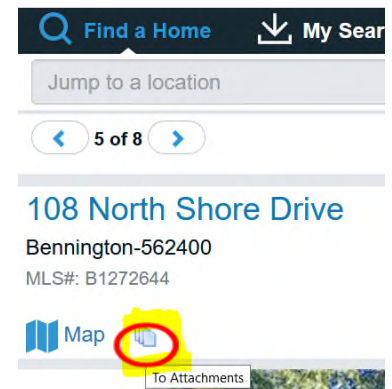 Find a Home My Sear
Jump to a location
5 of 8
108 North Shore Drive
Bennington-562400
MLS#: B1272644
Map
To Attachments